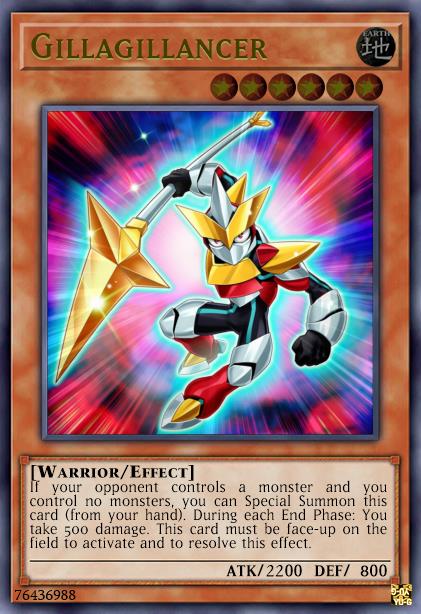 GILLAGILLANCER
EARTH
地
[WARRIOR/EFFECT]
If your opponent controls a monster and you
control no monsters, you can Special Summon this
card (from your hand). During each End Phase: You
take 500 damage. This card must be face-up on the
field to activate and to resolve this effect.
ATK/2200 DEF/ 800
76436988